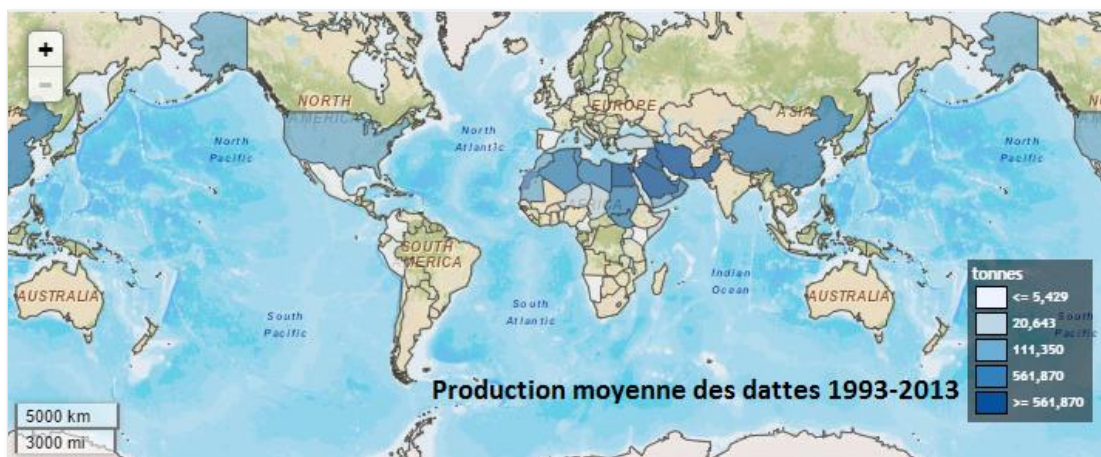 +
-
NORTH
AMERICA
North
Pacific
North
Atlantic
EUROPE
ASIA
North
Pacific
AFRICA
SOUTH
MERICA
AUSTRALIA
South
Pacific
South
Atlantic
Indian
Ocean
AUSTRALIA
South
Pacific
tonnes
<= 5,429
20,643
111,350
561,870
>= 561,870
Production moyenne des dattes 1993-2013
5000 km
3000 mi